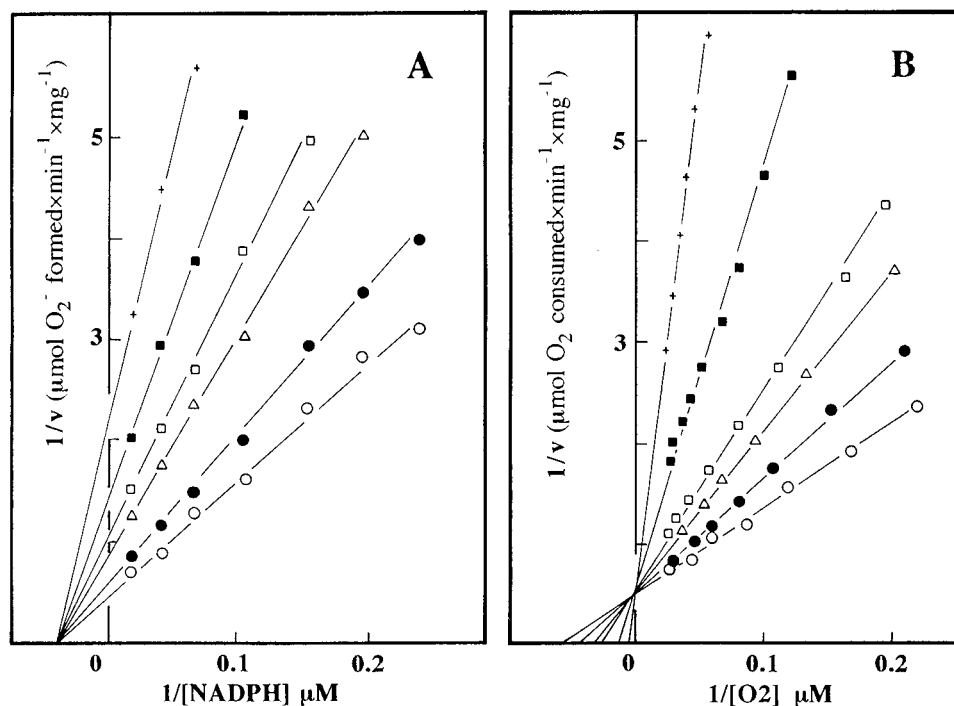 A
1/v (μmol O₂⁻ formed×min⁻¹×mg⁻¹)
5
3
0
0.1
0.2
1/[NADPH] μM
B
1/v (μmol O₂ consumed×min⁻¹×mg⁻¹)
5
3
0
0.1
0.2
1/[O2] μM